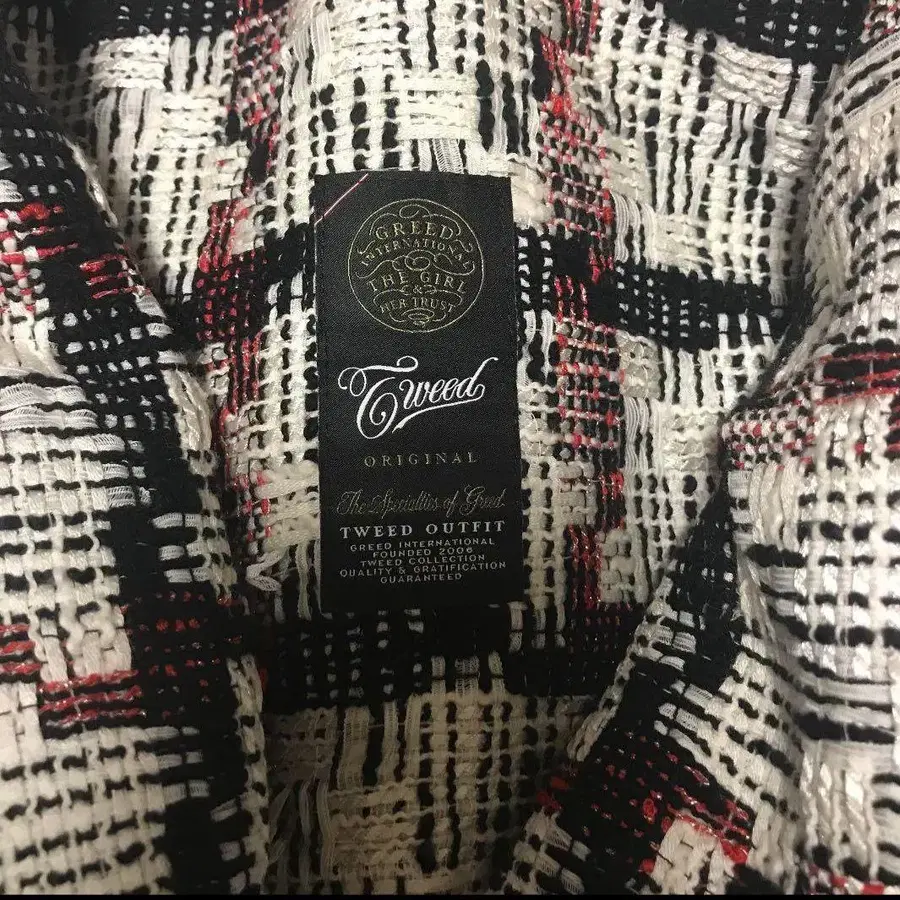 GREED
INTERNATIONAL
THE GIRL
&
HER TRUST
Tweed
ORIGINAL
The Specialties of Greed
TWEED OUTFIT
GREED INTERNATIONAL
FOUNDED 2006
TWEED COLLECTION
QUALITY & GRATIFICATION
GUARANTEED